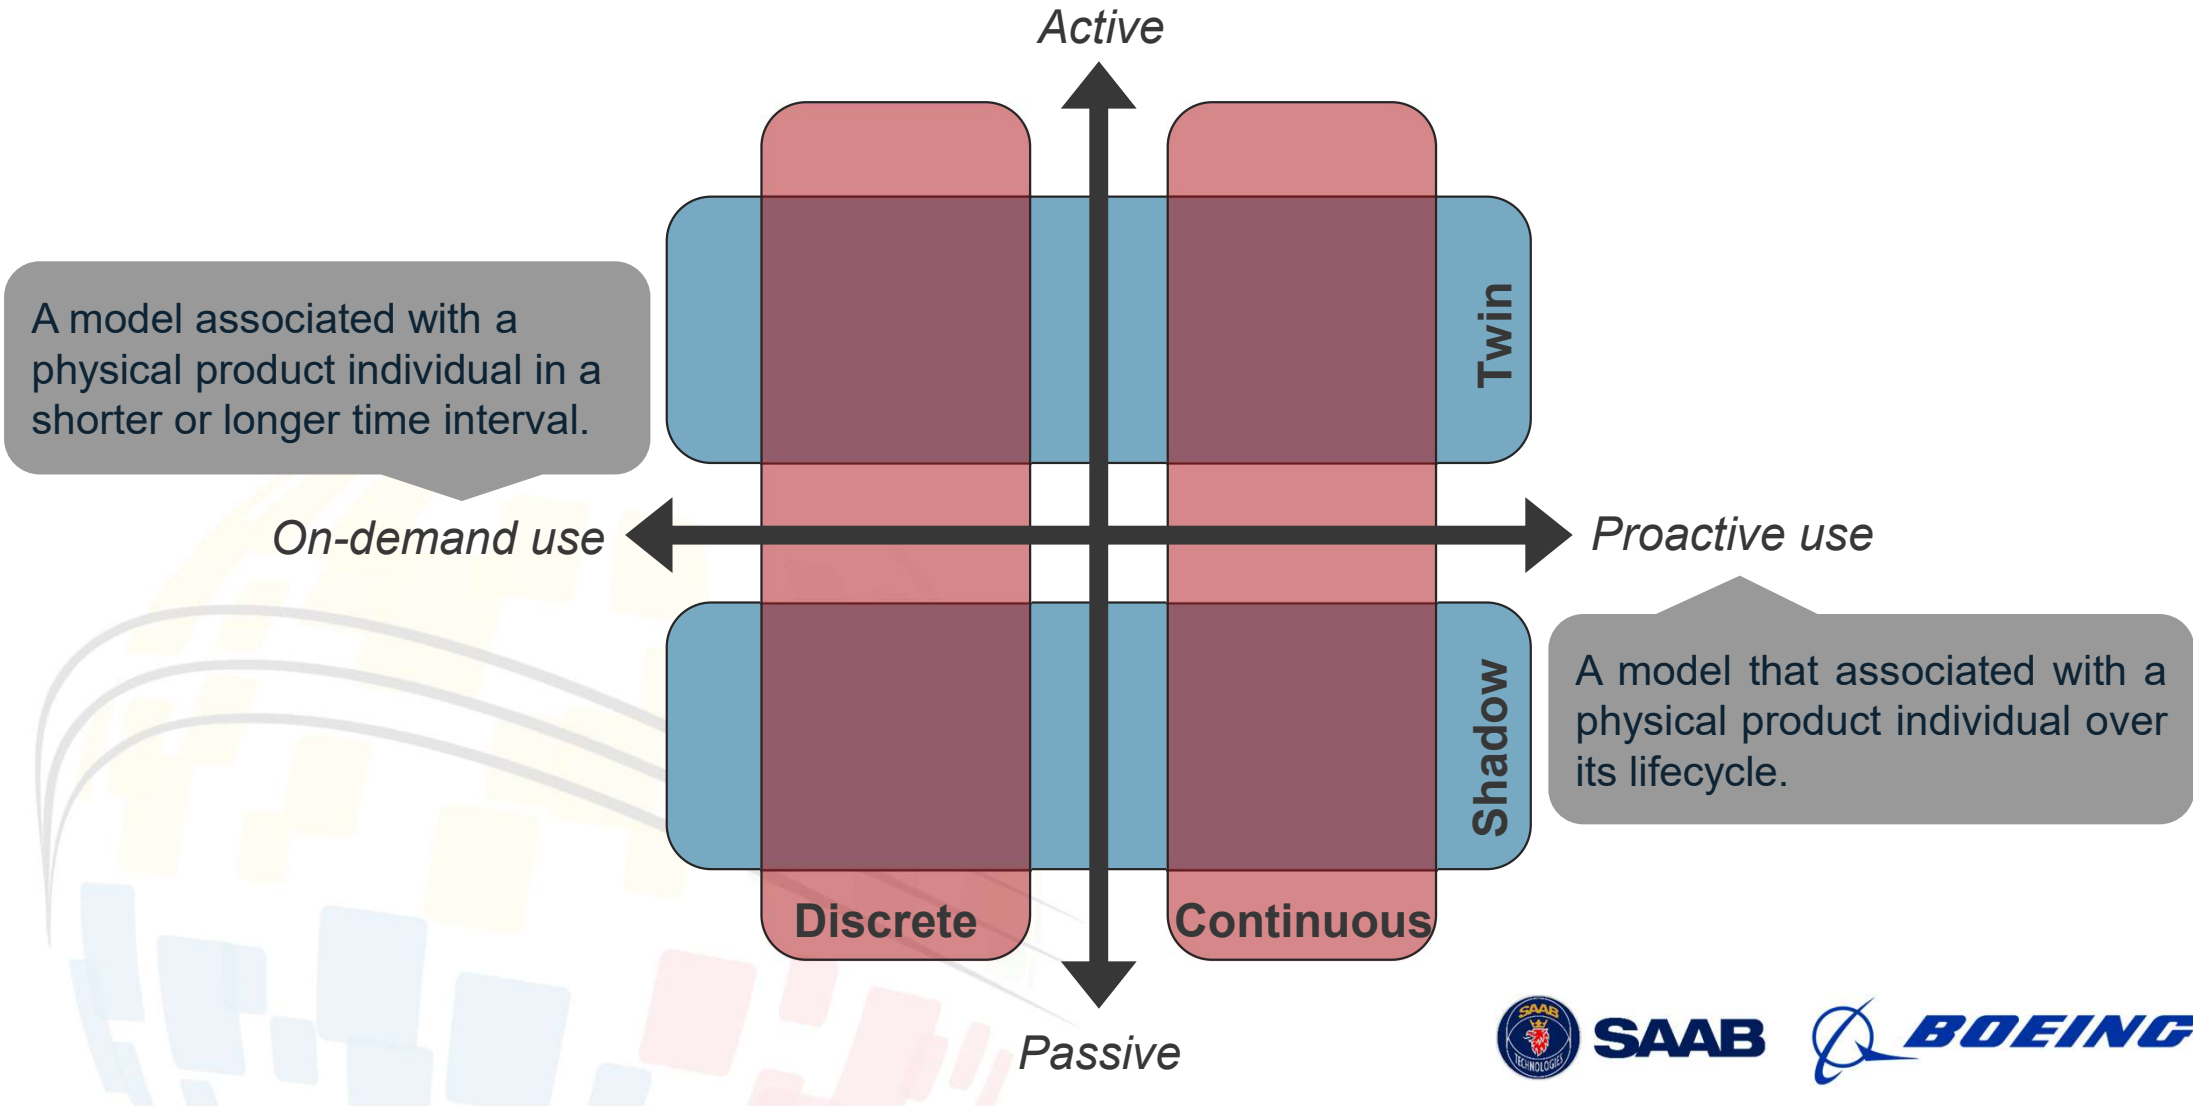 Active
A model associated with a
physical product individual in a
shorter or longer time interval.
Twin
On-demand use
Proactive use
A model that associated with a
physical product individual over
its lifecycle.
Shadow
Discrete
Continuous
Passive
SAAB
TECHNOLOGIES
SAAB
BOEING